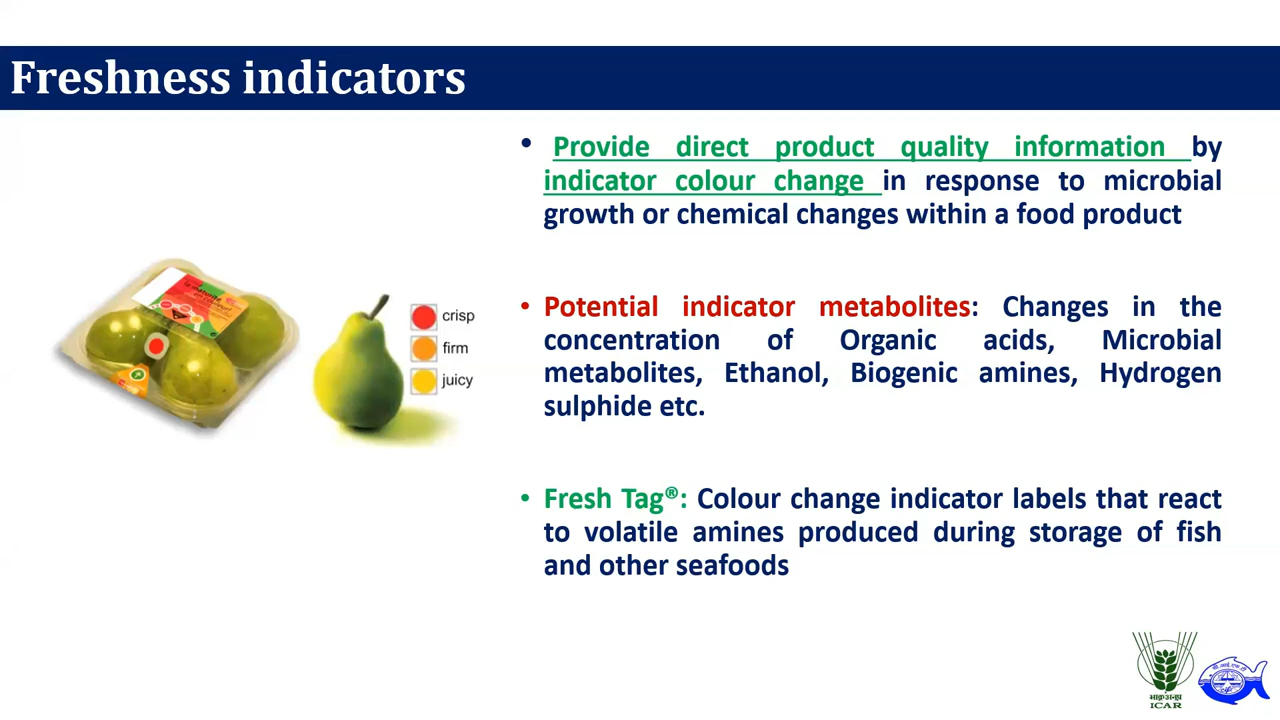 Freshness indicators
• Provide direct product quality information by
indicator colour change in response to microbial
growth or chemical changes within a food product
crisp
firm
juicy
• Potential indicator metabolites: Changes in the
concentration of Organic acids, Microbial
metabolites, Ethanol, Biogenic amines, Hydrogen
sulphide etc.
• Fresh Tag®: Colour change indicator labels that react
to volatile amines produced during storage of fish
and other seafoods
ICAR